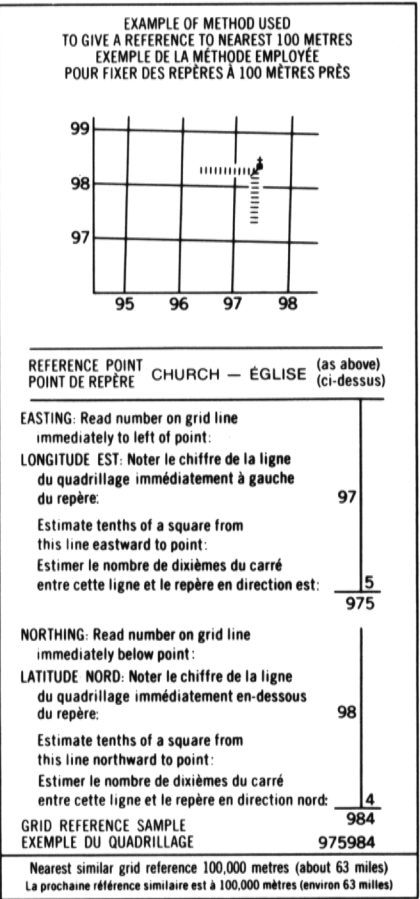 EXAMPLE OF METHOD USED
TO GIVE A REFERENCE TO NEAREST 100 METRES
EXEMPLE DE LA MÉTHODE EMPLOYÉE
POUR FIXER DES REPÈRES À 100 MÈTRES PRÈS
99
98
97
95 96 97 98
REFERENCE POINT
POINT DE REPÈRE
CHURCH — ÉGLISE
(as above)
(ci-dessus)
EASTING: Read number on grid line
immediately to left of point:
LONGITUDE EST: Noter le chiffre de la ligne
du quadrillage immédiatement à gauche
du repère: 97
Estimate tenths of a square from
this line eastward to point:
Estimer le nombre de dixièmes du carré
entre cette ligne et le repère en direction est: 5
975
NORTHING: Read number on grid line
immediately below point:
LATITUDE NORD: Noter le chiffre de la ligne
du quadrillage immédiatement en-dessous
du repère: 98
Estimate tenths of a square from
this line northward to point:
Estimer le nombre de dixièmes du carré
entre cette ligne et le repère en direction nord: 4
984
GRID REFERENCE SAMPLE
EXEMPLE DU QUADRILLAGE 975984
Nearest similar grid reference 100,000 metres (about 63 miles)
La prochaine référence similaire est à 100,000 mètres (environ 63 milles)